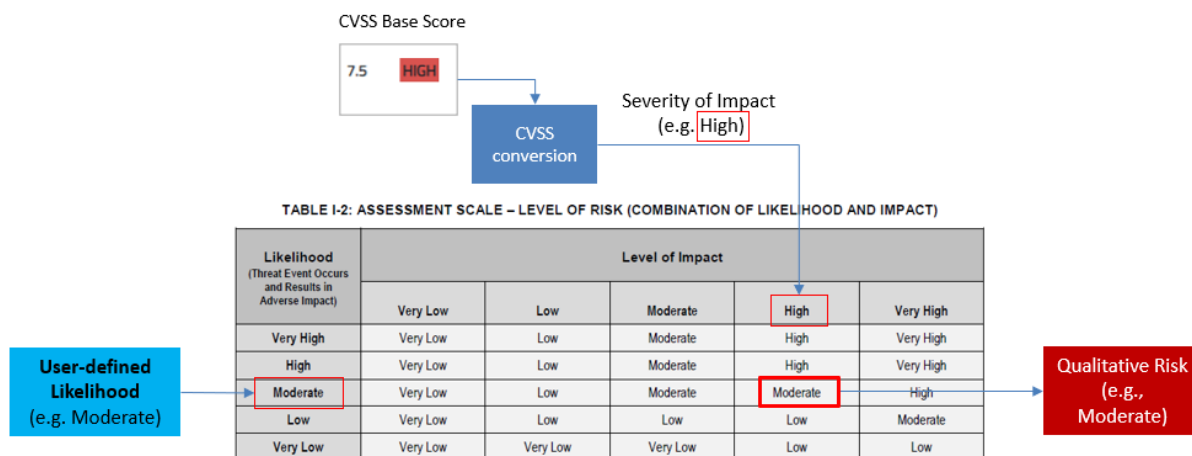 CVSS Base Score
7.5 HIGH
CVSS
conversion
Severity of Impact
(e.g. High)
TABLE I-2: ASSESSMENT SCALE – LEVEL OF RISK (COMBINATION OF LIKELIHOOD AND IMPACT)
Likelihood
(Threat Event Occurs
and Results in
Adverse Impact)
Level of Impact
Very Low Low Moderate High Very High
Very High Very Low Low Moderate High Very High
High Very Low Low Moderate High Very High
Moderate Very Low Low Moderate Moderate High
Low Very Low Low Low Low Moderate
Very Low Very Low Very Low Very Low Low Low
User-defined
Likelihood
(e.g. Moderate)
Qualitative Risk
(e.g.,
Moderate)